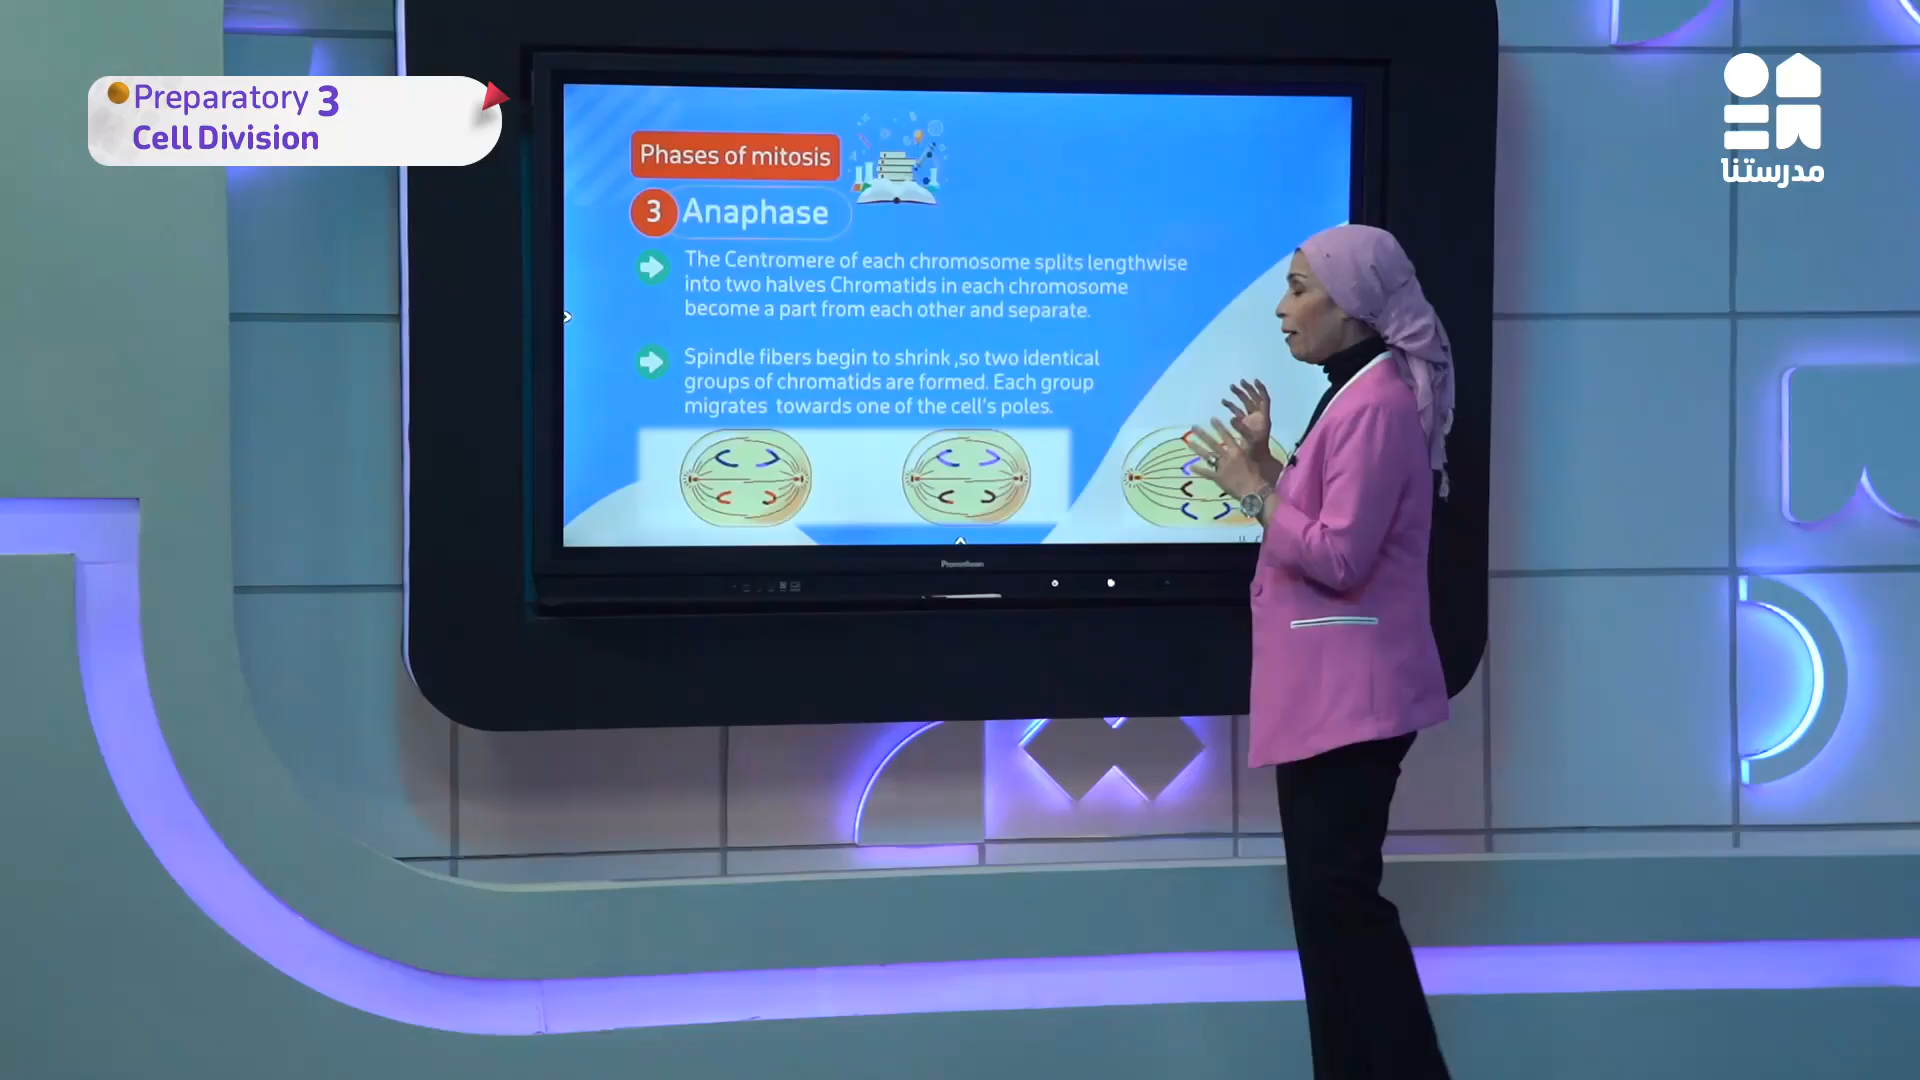 Preparatory 3
Cell Division
مدرستنا
Phases of mitosis
3 Anaphase
The Centromere of each chromosome splits lengthwise
into two halves Chromatids in each chromosome
become a part from each other and separate.
Spindle fibers begin to shrink ,so two identical
groups of chromatids are formed. Each group
migrates towards one of the cell's poles.
Promethean